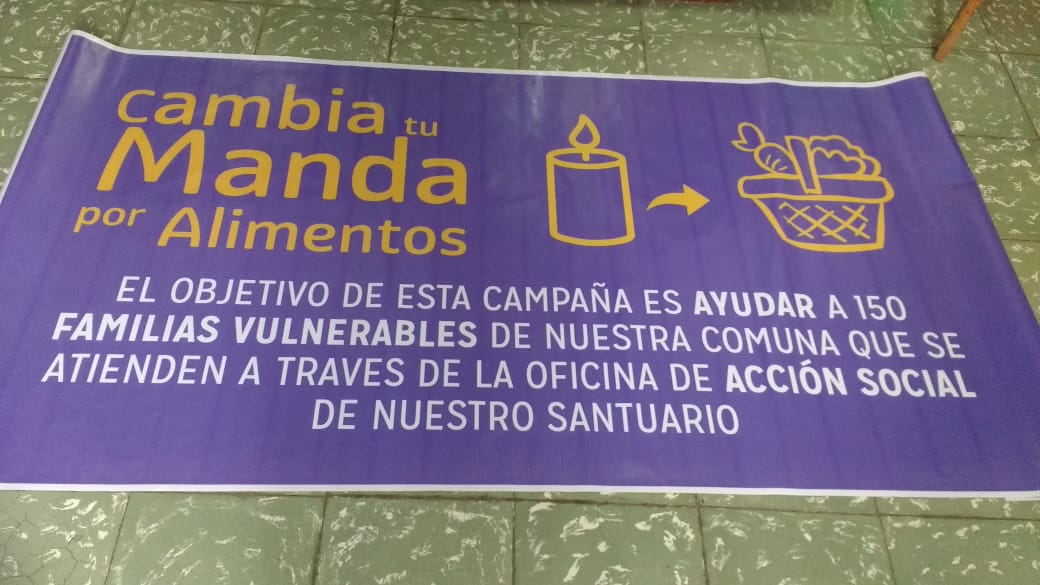 Cambia tu
Manda
por Alimentos
EL OBJETIVO DE ESTA CAMPAÑA ES AYUDAR A 150
FAMILIAS VULNERABLES DE NUESTRA COMUNA QUE SE
ATIENDEN A TRAVES DE LA OFICINA DE ACCIÓN SOCIAL
DE NUESTRO SANTUARIO